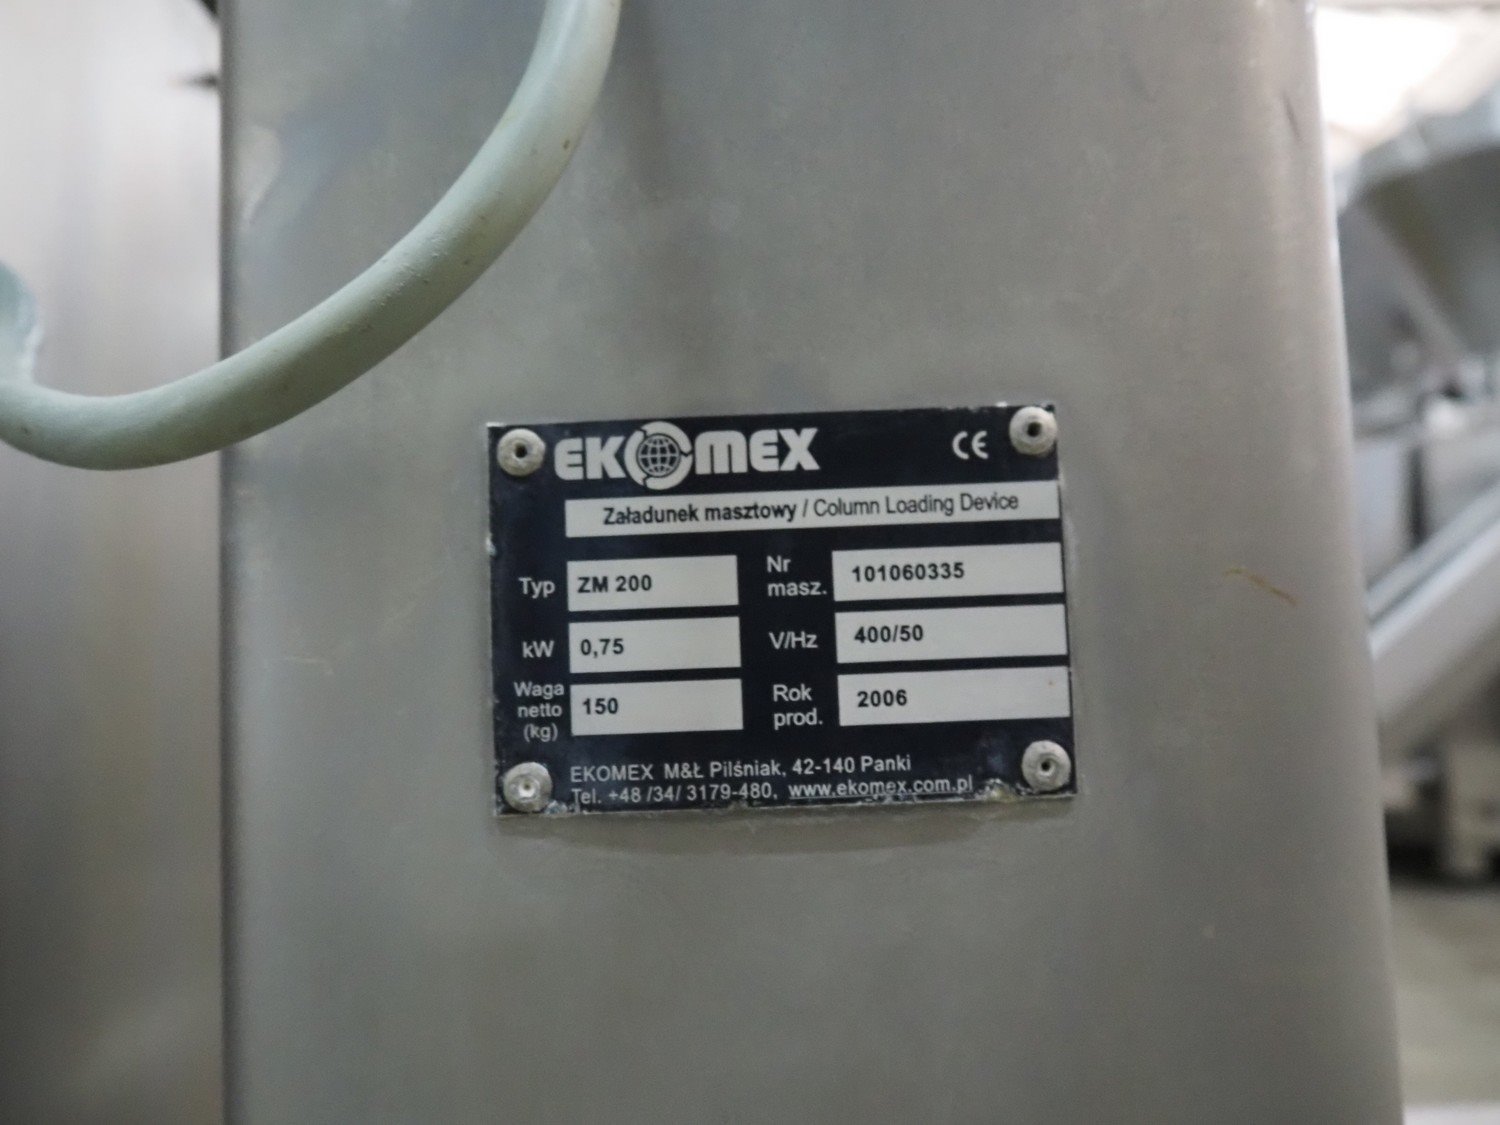 EKOMEX CE
Załadunek masztowy / Column Loading Device
Typ ZM 200 Nr masz. 101060335
kW 0,75 V/Hz 400/50
Waga netto (kg) 150 Rok prod. 2006
EKOMEX M&Ł Pilśniak, 42-140 Panki
Tel. +48 /34/ 3179-480, www.ekomex.com.pl